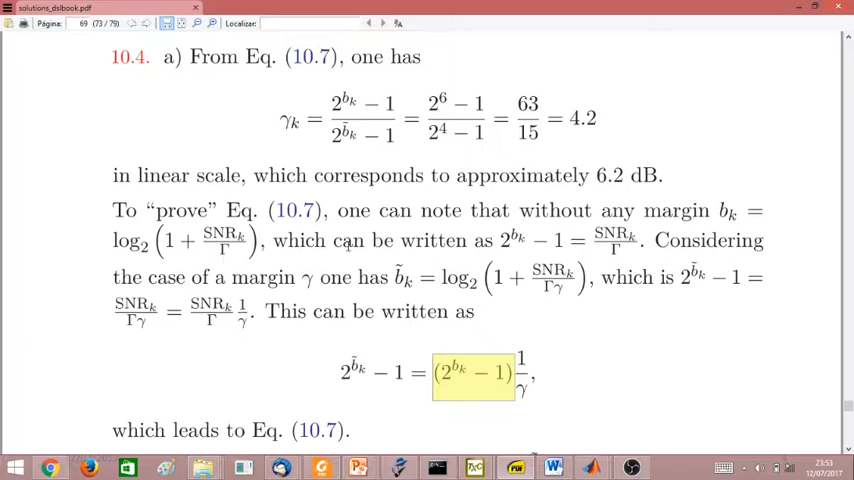 solutions_dslbook.pdf
Página: 69 (73 / 79) Localizar:
10.4. a) From Eq. (10.7), one has
γₖ = (2^{bₖ} − 1)/(2^{b̃ₖ} − 1) = (2⁶ − 1)/(2⁴ − 1) = 63/15 = 4.2
in linear scale, which corresponds to approximately 6.2 dB.
To “prove” Eq. (10.7), one can note that without any margin bₖ =
log₂ (1 + SNRₖ/Γ), which can be written as 2^{bₖ} − 1 = SNRₖ/Γ. Considering
the case of a margin γ one has b̃ₖ = log₂ (1 + SNRₖ/Γγ), which is 2^{b̃ₖ} − 1 =
SNRₖ/Γγ = SNRₖ/Γ 1/γ. This can be written as
2^{b̃ₖ} − 1 = (2^{bₖ} − 1) 1/γ,
which leads to Eq. (10.7).
23:53
12/07/2017